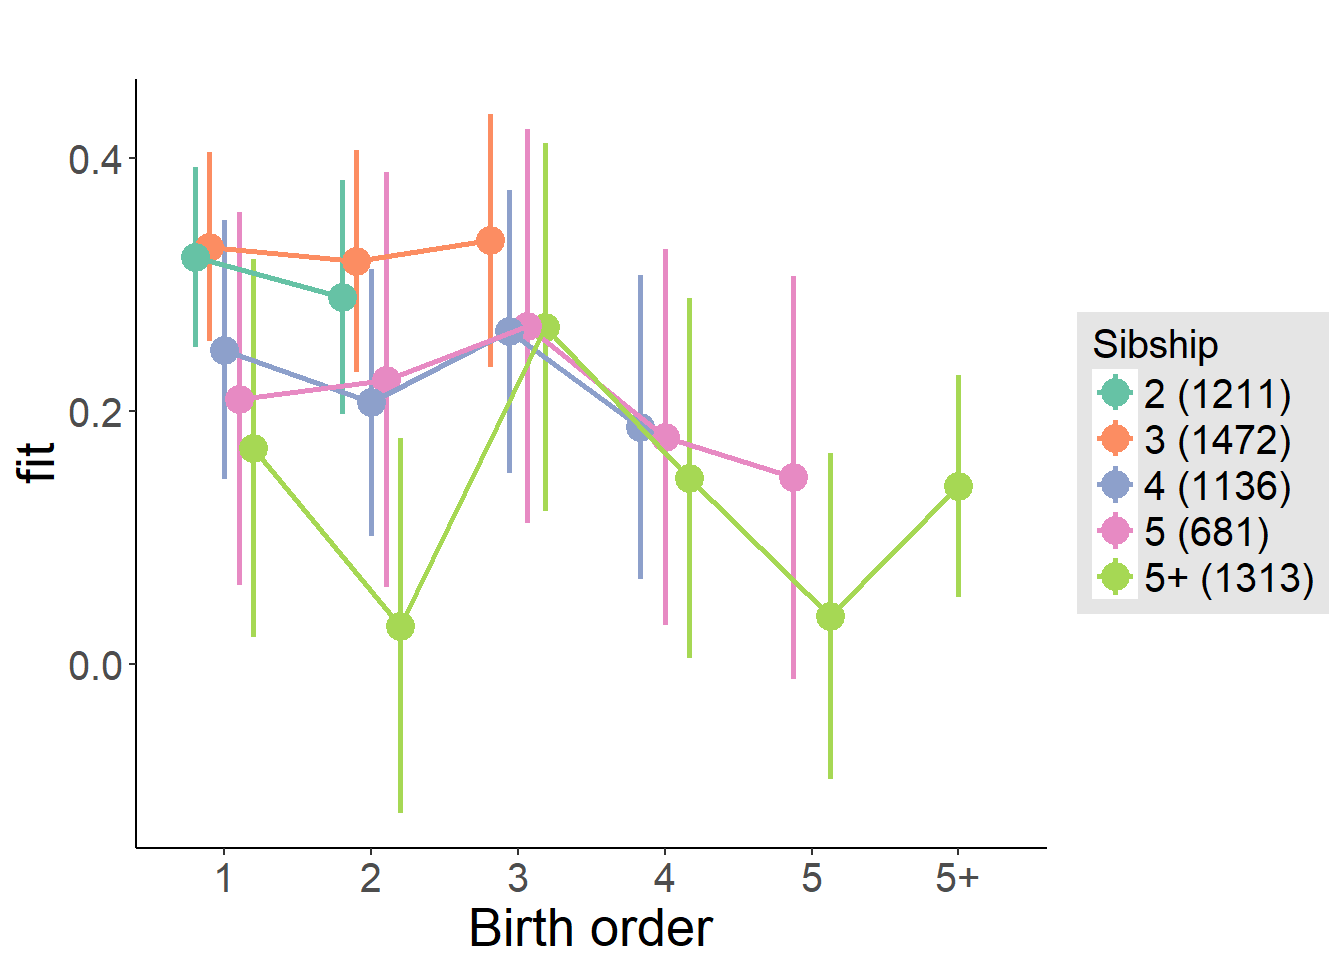 0.4
0.2
0.0
fit
1 2 3 4 5 5+
Birth order
Sibship
2 (1211)
3 (1472)
4 (1136)
5 (681)
5+ (1313)